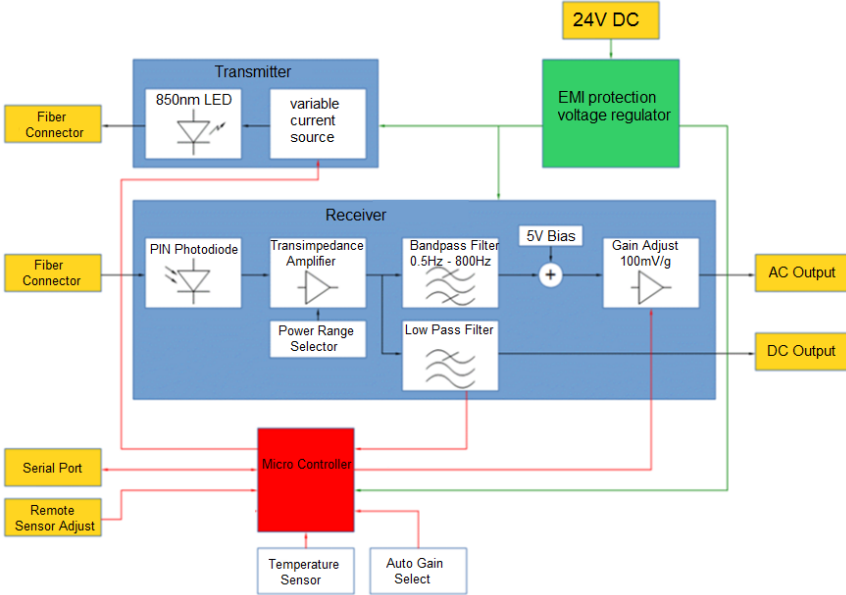 24V DC
Transmitter
850nm LED
variable
current
source
EMI protection
voltage regulator
Fiber
Connector
Receiver
PIN Photodiode
Transimpedance
Amplifier
Bandpass Filter
0.5Hz - 800Hz
5V Bias
+
Gain Adjust
100mV/g
Fiber
Connector
AC Output
Power Range
Selector
Low Pass Filter
DC Output
Micro Controller
Serial Port
Remote
Sensor Adjust
Temperature
Sensor
Auto Gain
Select